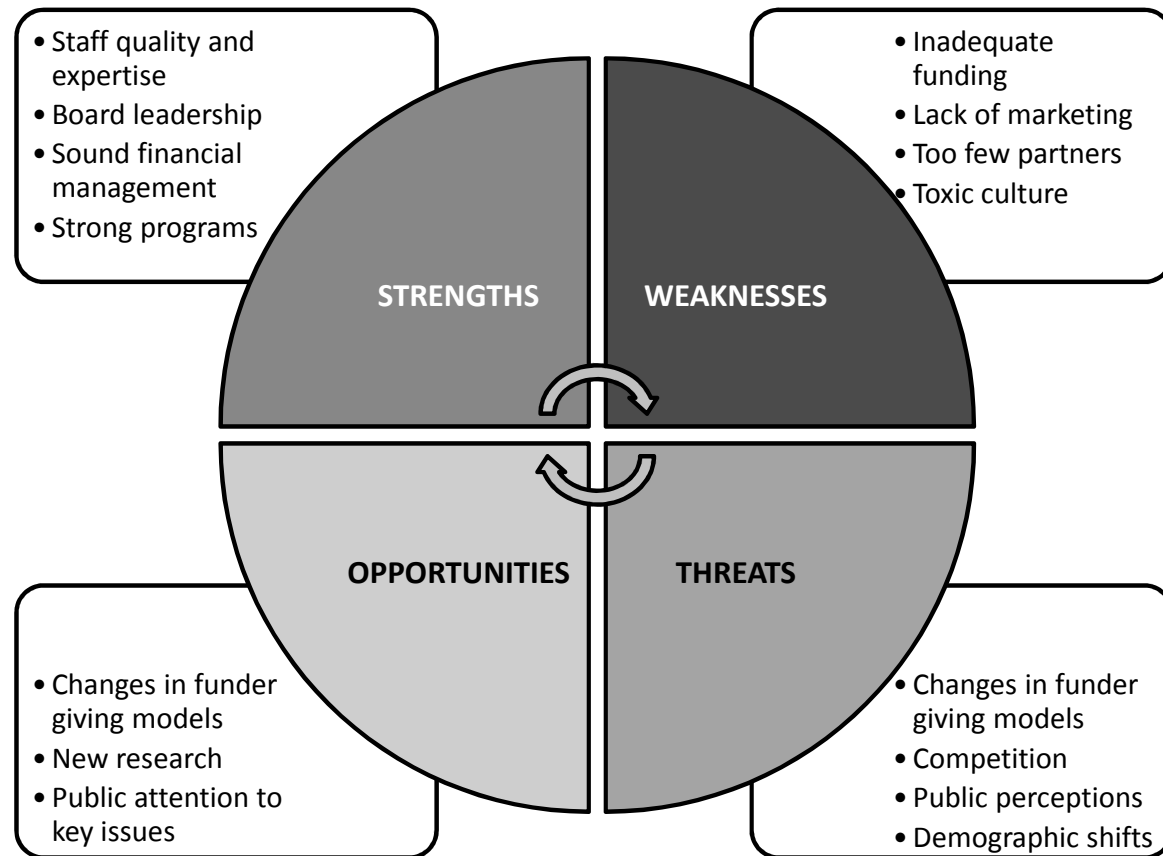 • Staff quality and
expertise
• Board leadership
• Sound financial
management
• Strong programs
• Inadequate
funding
• Lack of marketing
• Too few partners
• Toxic culture
STRENGTHS
WEAKNESSES
OPPORTUNITIES
THREATS
• Changes in funder
giving models
• New research
• Public attention to
key issues
• Changes in funder
giving models
• Competition
• Public perceptions
• Demographic shifts